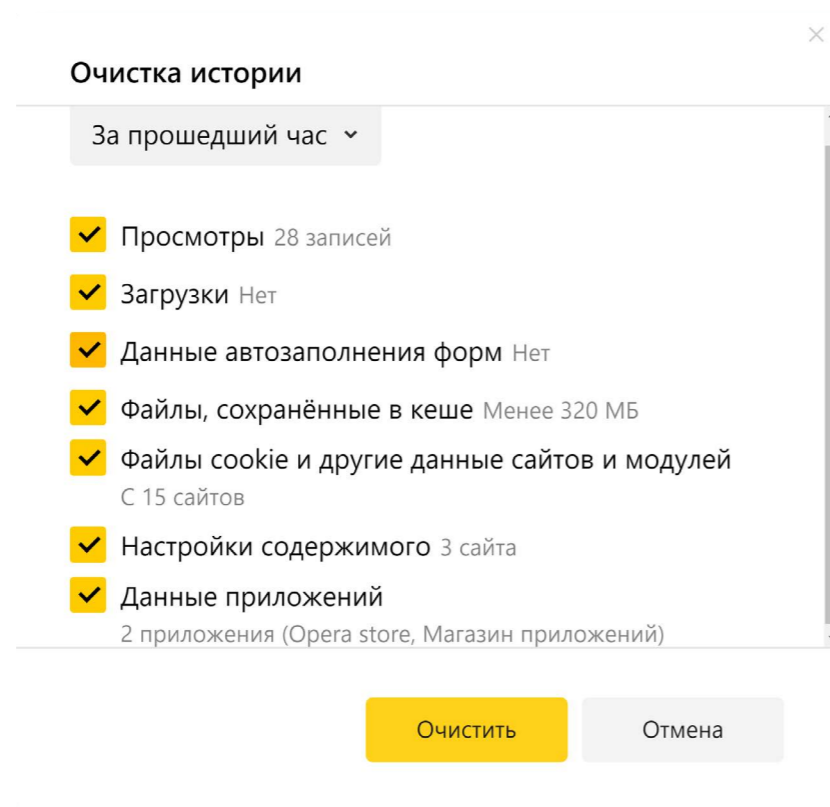 Очистка истории
За прошедший час
Просмотры 28 записей
Загрузки Нет
Данные автозаполнения форм Нет
Файлы, сохранённые в кеше Менее 320 МБ
Файлы cookie и другие данные сайтов и модулей
С 15 сайтов
Настройки содержимого 3 сайта
Данные приложений
2 приложения (Opera store, Магазин приложений)
Очистить Отмена